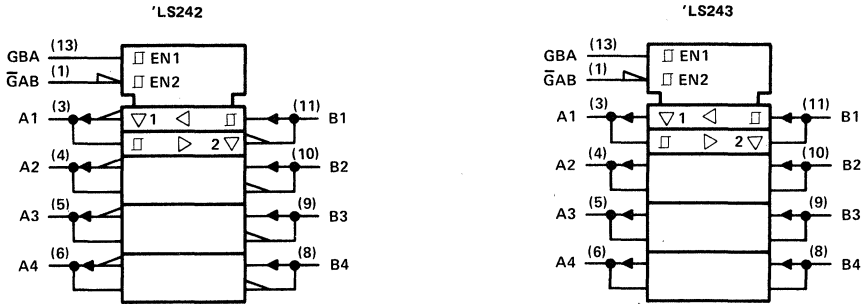 'LS242
GBA (13) EN1
G̅AB (1) EN2
A1 (3) 1 (11) B1
2
A2 (4) (10) B2
A3 (5) (9) B3
A4 (6) (8) B4
'LS243
GBA (13) EN1
G̅AB (1) EN2
A1 (3) 1 (11) B1
2
A2 (4) (10) B2
A3 (5) (9) B3
A4 (6) (8) B4